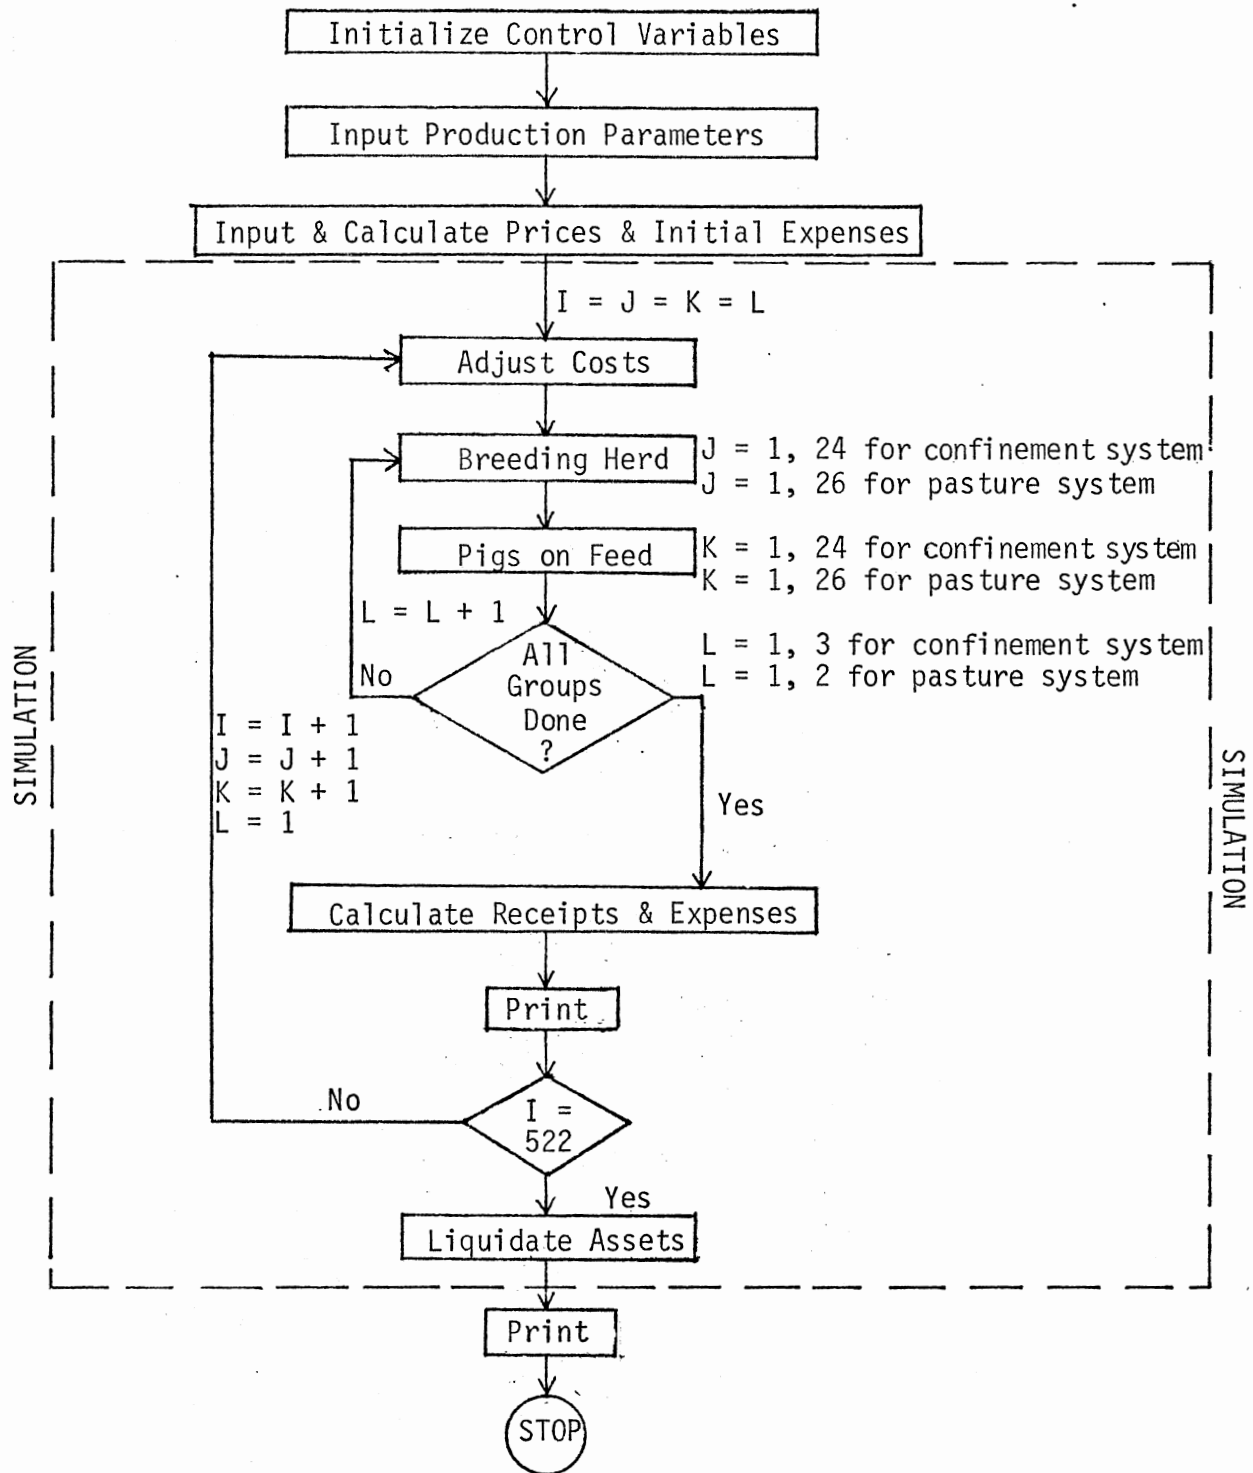 Initialize Control Variables
Input Production Parameters
Input & Calculate Prices & Initial Expenses
I = J = K = L
Adjust Costs
Breeding Herd
J = 1, 24 for confinement system
J = 1, 26 for pasture system
Pigs on Feed
K = 1, 24 for confinement system
K = 1, 26 for pasture system
L = L + 1
L = 1, 3 for confinement system
L = 1, 2 for pasture system
All
Groups
Done
?
No
Yes
I = I + 1
J = J + 1
K = K + 1
L = 1
SIMULATION
SIMULATION
Calculate Receipts & Expenses
Print
I =
522
No
Yes
Liquidate Assets
Print
STOP